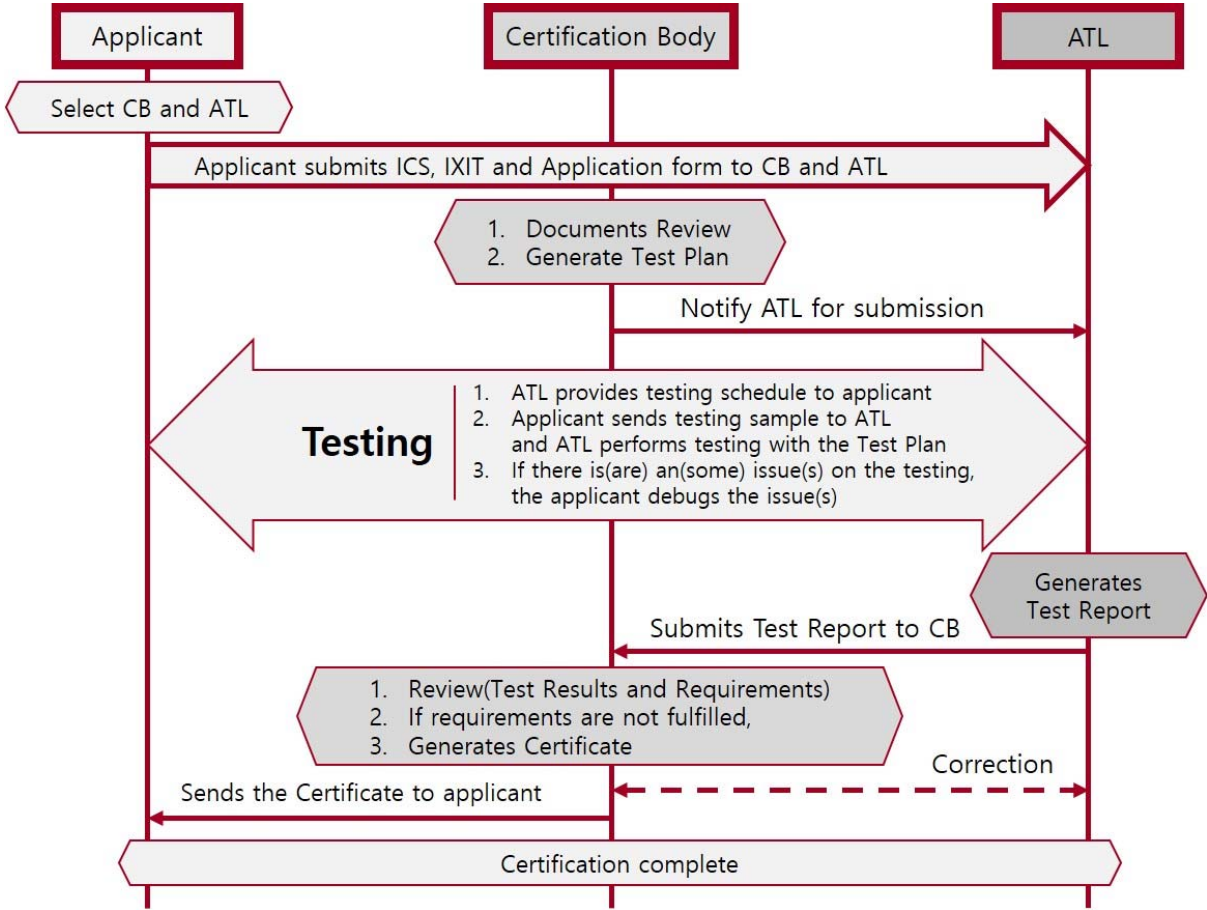 Applicant
Certification Body
ATL
Select CB and ATL
Applicant submits ICS, IXIT and Application form to CB and ATL
1. Documents Review
2. Generate Test Plan
Notify ATL for submission
Testing
1. ATL provides testing schedule to applicant
2. Applicant sends testing sample to ATL
and ATL performs testing with the Test Plan
3. If there is(are) an(some) issue(s) on the testing,
the applicant debugs the issue(s)
Generates
Test Report
Submits Test Report to CB
1. Review(Test Results and Requirements)
2. If requirements are not fulfilled,
3. Generates Certificate
Correction
Sends the Certificate to applicant
Certification complete